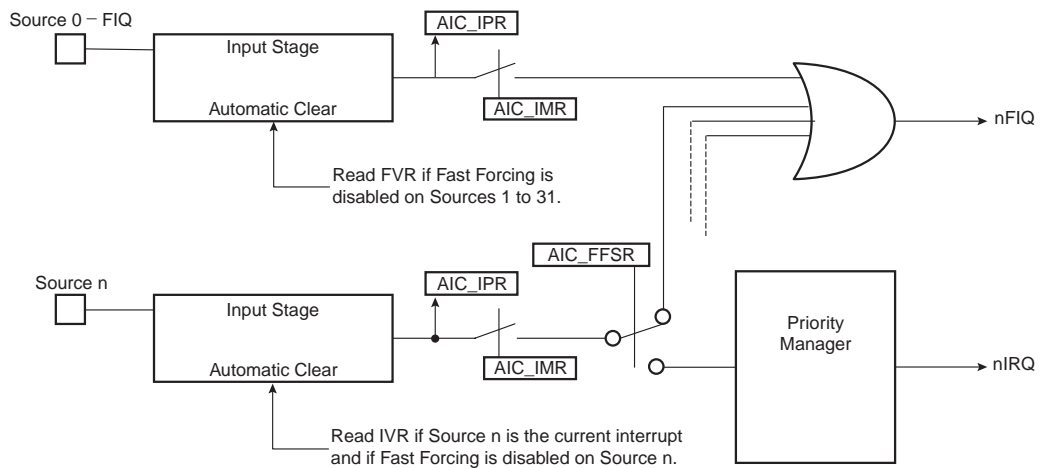 Source 0 – FIQ
AIC_IPR
Input Stage
Automatic Clear
AIC_IMR
nFIQ
Read FVR if Fast Forcing is
disabled on Sources 1 to 31.
AIC_FFSR
Source n
AIC_IPR
Input Stage
Priority
Manager
Automatic Clear
AIC_IMR
nIRQ
Read IVR if Source n is the current interrupt
and if Fast Forcing is disabled on Source n.